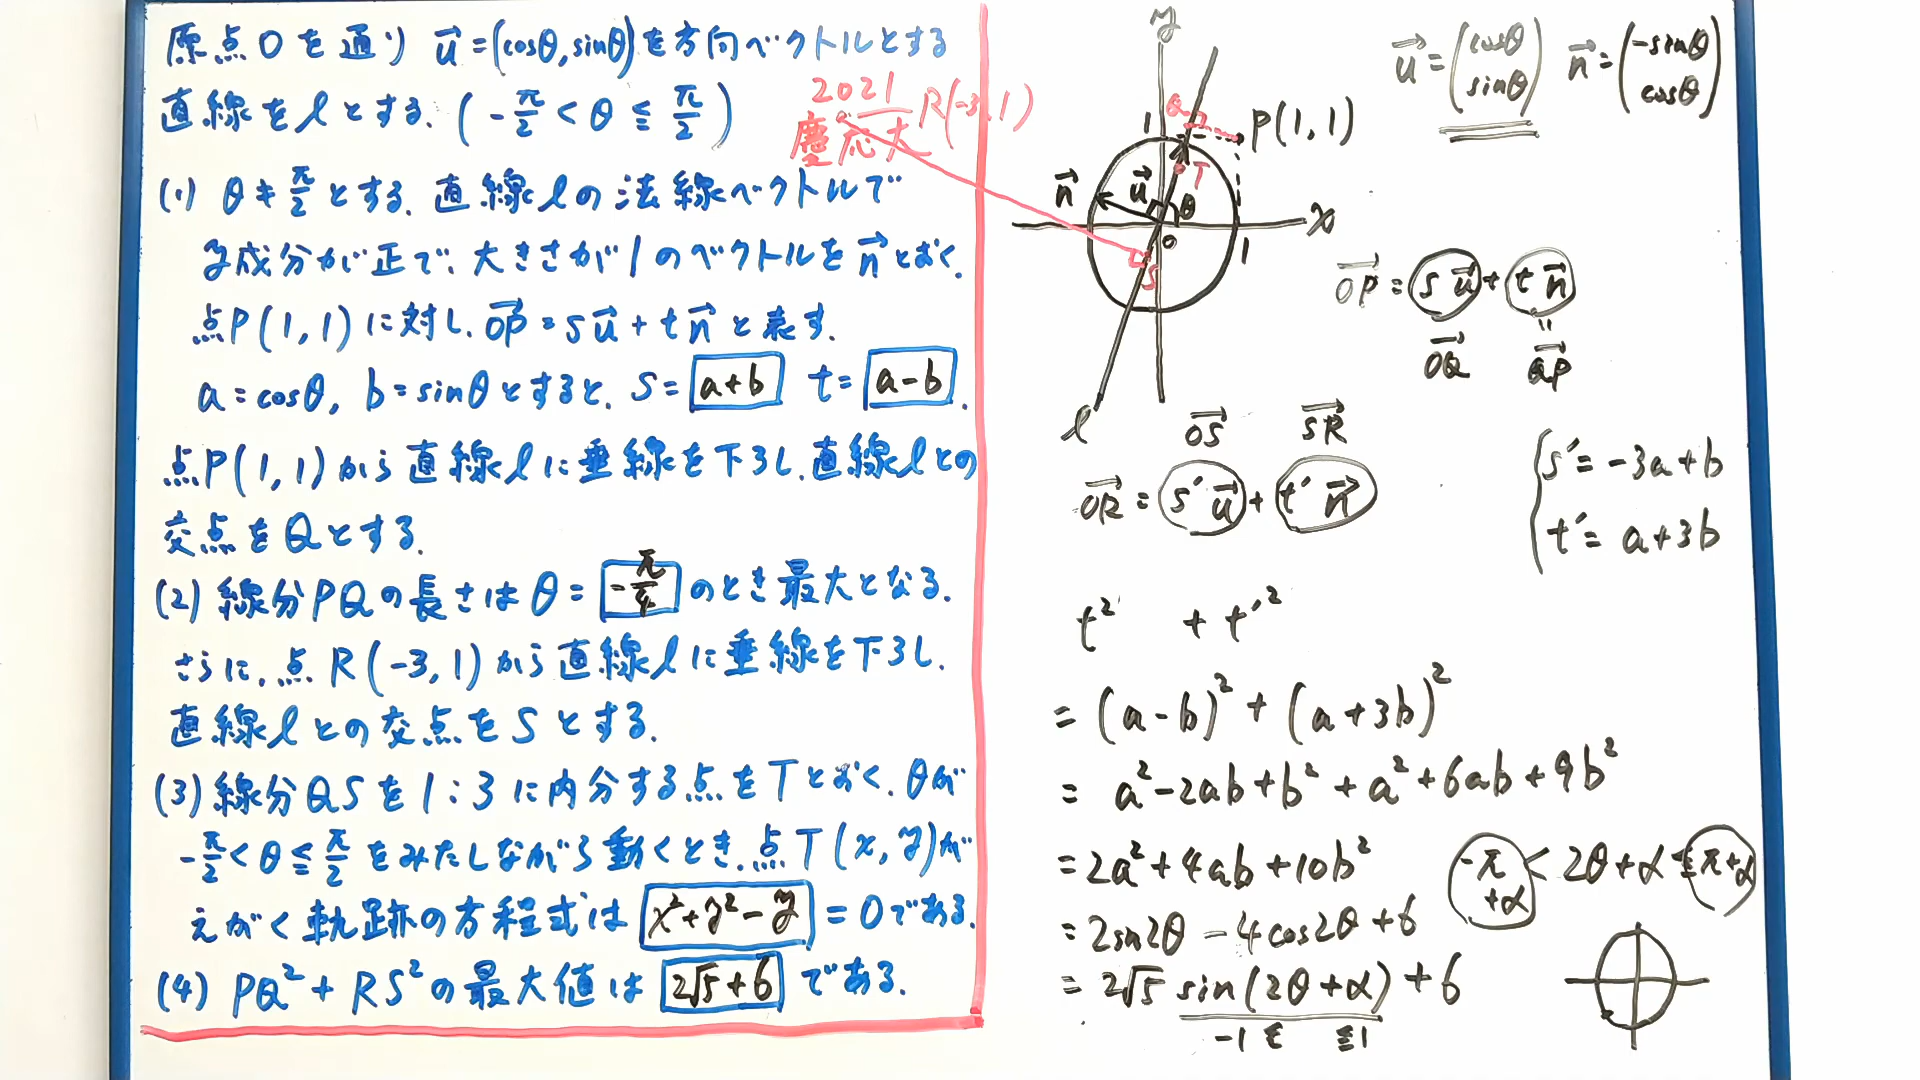 原点Oを通り u→=(cosθ,sinθ)を方向ベクトルとする
直線をlとする.(-π/2<θ≦π/2)
2021
慶応大
(1) θ≠π/2とする.直線lの法線ベクトルで
y成分が正で、大きさが1のベクトルをn→とおく.
点P(1,1)に対し.OP→=su→+tn→と表す.
a=cosθ, b=sinθとすると. s=a+b t=a-b.
点P(1,1)から直線lに垂線を下ろし.直線lとの
交点をQとする.
(2) 線分PQの長さはθ=-π/4のとき最大となる.
さらに.点R(-3,1)から直線lに垂線を下ろし.
直線lとの交点をSとする.
(3) 線分QSを1:3に内分する点をTとおく.θが
-π/2<θ≦π/2をみたしながら動くとき.点T(x,y)が
えがく軌跡の方程式はx²+y²-y=0である.
(4) PQ²+RS²の最大値は2√5+6である.
y
R(-3,1)
Q
1
P(1,1)
T
n→
u→
θ
x
O
1
S
l
u→=(cosθ sinθ) n→=(-sinθ cosθ)
OP→=su→+tn→
OQ→ = QP→
OS→ SR→
OR→=s'u→+t'n→
s'=-3a+b
t'=a+3b
t² + t'²
=(a-b)²+(a+3b)²
= a²-2ab+b²+a²+6ab+9b²
=2a²+4ab+10b²
-π+α<2θ+α≦π+α
=2sin2θ-4cos2θ+6
=2√5sin(2θ+α)+6
-1≦ ≦1